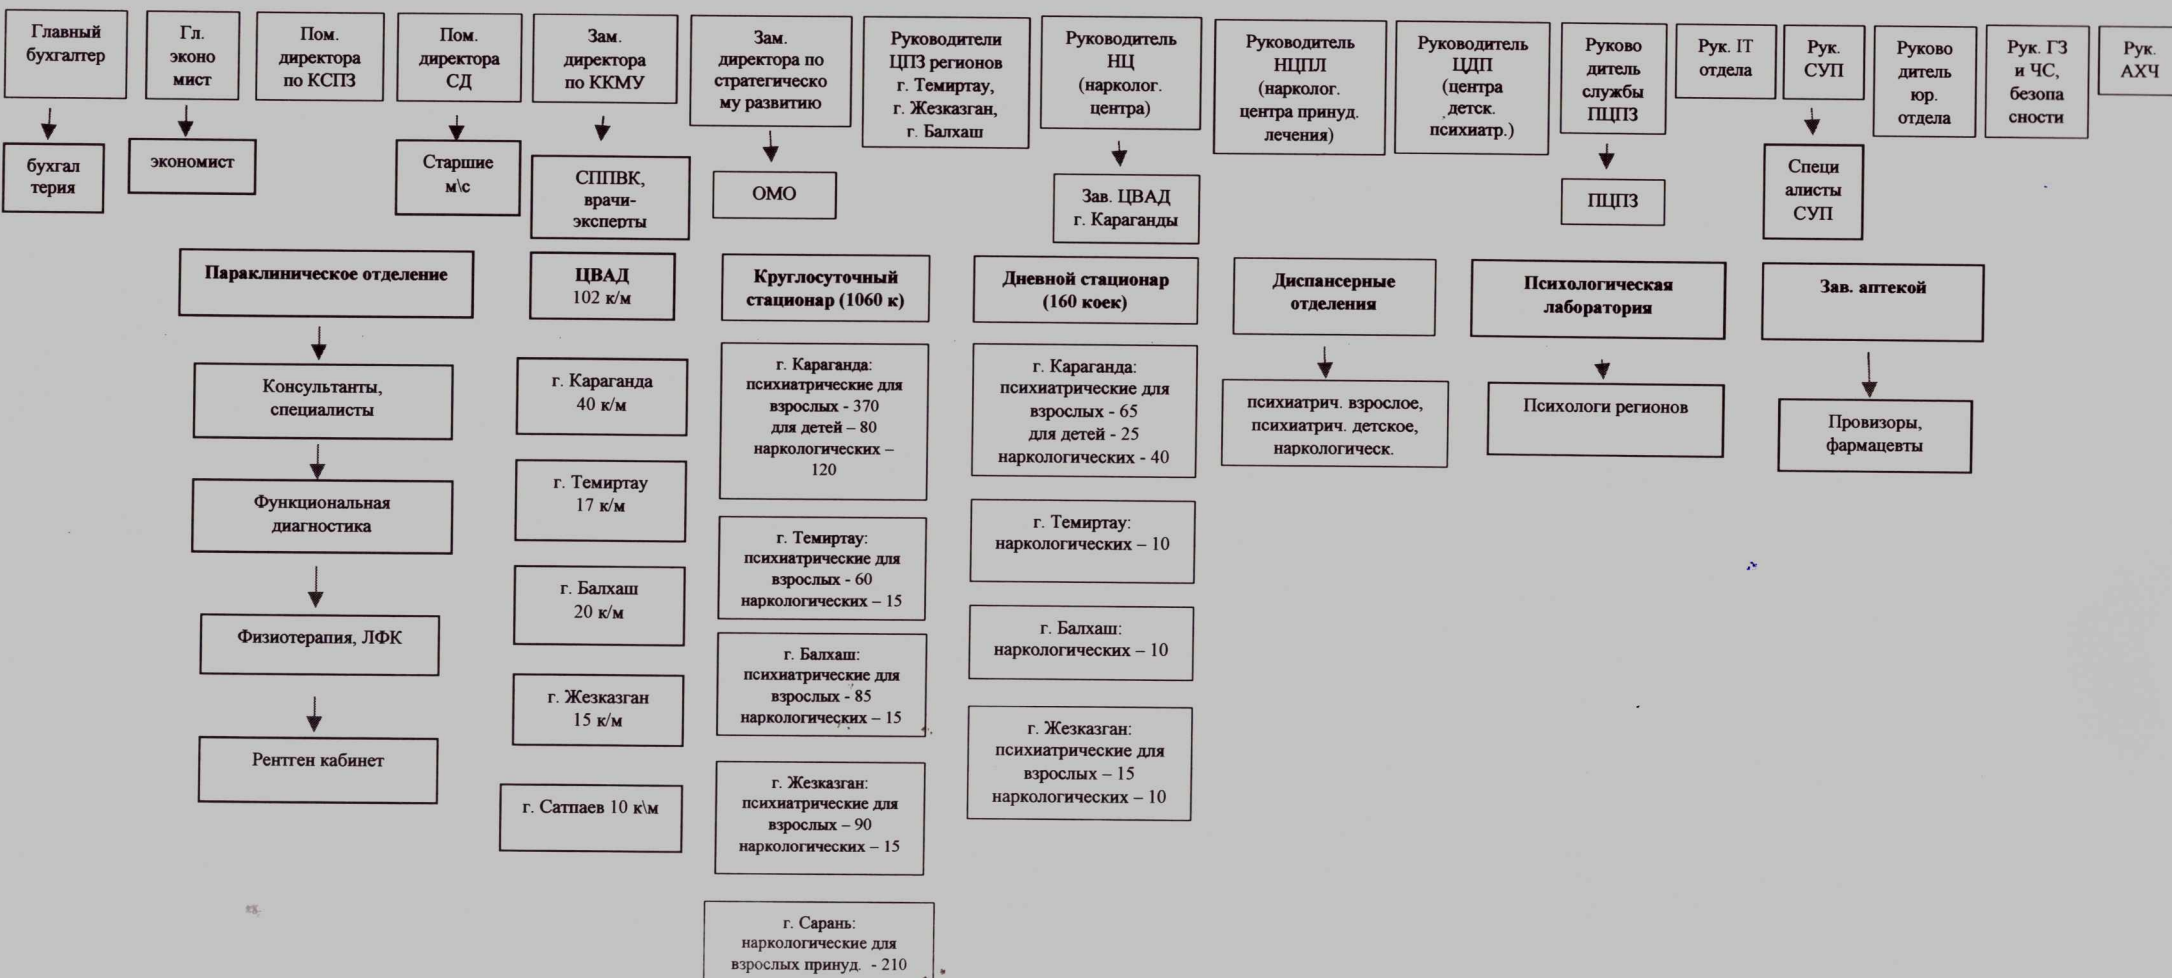 Главный
бухгалтер
Гл.
эконо
мист
Пом.
директора
по КСПЗ
Пом.
директора
СД
Зам.
директора
по ККМУ
Зам.
директора по
стратегическо
му развитию
Руководители
ЦПЗ регионов
г. Темиртау,
г. Жезказган,
г. Балхаш
Руководитель
НЦ
(нарколог.
центра)
Руководитель
НЦПЛ
(нарколог.
центра принуд.
лечения)
Руководитель
ЦДП
(центра
детск.
психиатр.)
Руково
дитель
службы
ПЦПЗ
Рук. IT
отдела
Рук.
СУП
Руково
дитель
юр.
отдела
Рук. ГЗ
и ЧС,
безопа
сности
Рук.
АХЧ
бухгал
терия
экономист
Старшие
м\с
СППВК,
врачи-
эксперты
ОМО
Зав. ЦВАД
г. Караганды
ПЦПЗ
Специ
алисты
СУП
Параклиническое отделение
ЦВАД
102 к/м
Круглосуточный
стационар (1060 к)
Дневной стационар
(160 коек)
Диспансерные
отделения
Психологическая
лаборатория
Зав. аптекой
Консультанты,
специалисты
Функциональная
диагностика
Физиотерапия, ЛФК
Рентген кабинет
г. Караганда
40 к/м
г. Темиртау
17 к/м
г. Балхаш
20 к/м
г. Жезказган
15 к/м
г. Сатпаев 10 к\м
г. Караганда:
психиатрические для
взрослых - 370
для детей – 80
наркологических –
120
г. Темиртау:
психиатрические для
взрослых - 60
наркологических – 15
г. Балхаш:
психиатрические для
взрослых - 85
наркологических – 15
г. Жезказган:
психиатрические для
взрослых – 90
наркологических – 15
г. Сарань:
наркологические для
взрослых принуд. - 210
г. Караганда:
психиатрические для
взрослых - 65
для детей - 25
наркологических - 40
г. Темиртау:
наркологических – 10
г. Балхаш:
наркологических – 10
г. Жезказган:
психиатрические для
взрослых – 15
наркологических – 10
психиатрич. взрослое,
психиатрич. детское,
наркологическ.
Психологи регионов
Провизоры,
фармацевты